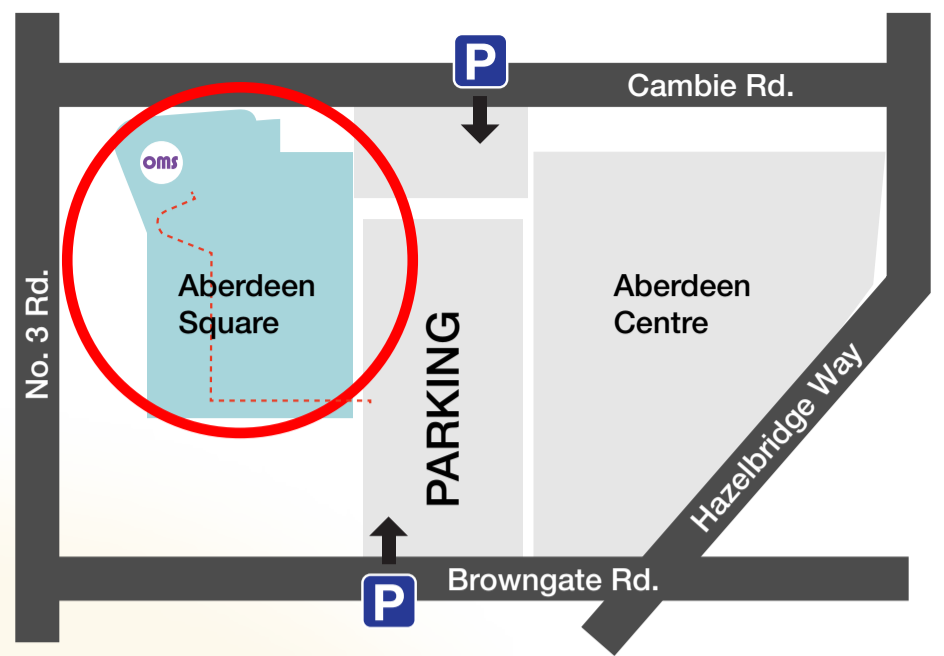 P
Cambie Rd.
oms
No. 3 Rd.
Aberdeen
Square
PARKING
Aberdeen
Centre
Hazelbridge Way
Browngate Rd.
P